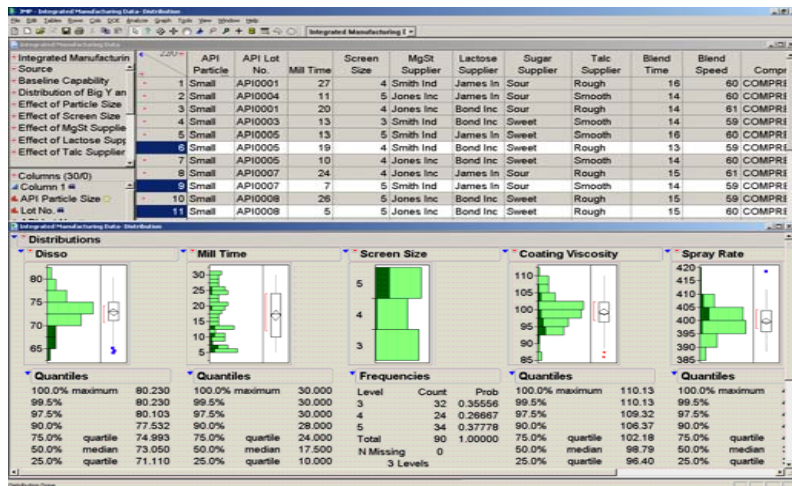 JMP - Integrated Manufacturing Data- Distribution
File Edit Tables Rows Cols DOE Analyze Graph Tools View Window Help
Integrated Manufacturing D
Integrated Manufacturing Data
Integrated Manufacturin
Source
Baseline Capability
Distribution of Big Y an
Effect of Particle Size
Effect of Screen Size
Effect of MgSt Supplie
Effect of Lactose Supp
Effect of Talc Supplier
Columns (30/0)
Column 1
API Particle Size
Lot No.
API Particle API Lot No. Mill Time Screen Size MgSt Supplier Lactose Supplier Sugar Supplier Talc Supplier Blend Time Blend Speed Compr
1 Small API0001 27 4 Smith Ind James In Sour Rough 16 60 COMPRE
2 Small API0004 11 5 Jones Inc James In Sour Smooth 14 60 COMPRE
3 Small API0001 20 4 Jones Inc Bond Inc Sour Rough 14 61 COMPRE
4 Small API0003 13 3 Smith Ind Bond Inc Sweet Smooth 14 59 COMPRE
5 Small API0005 13 5 Smith Ind James In Sweet Smooth 16 60 COMPRE
6 Small API0005 19 4 Jones Inc Bond Inc Sweet Rough 13 59 COMPRE
7 Small API0005 10 4 Jones Inc James In Sweet Smooth 14 60 COMPRE
8 Small API0007 24 4 Jones Inc James In Sour Rough 15 61 COMPRE
9 Small API0007 7 5 Smith Ind James In Sour Smooth 14 59 COMPRE
10 Small API0008 26 5 Jones Inc Bond Inc Sweet Rough 15 60 COMPRE
11 Small API0008 5 5 Jones Inc Bond Inc Sweet Rough 15 61 COMPRE
Integrated Manufacturing Data- Distribution
Distributions
Disso
80
75
70
65
Quantiles
100.0% maximum 80.230
99.5% 80.230
97.5% 80.103
90.0% 77.532
75.0% quartile 74.993
50.0% median 73.050
25.0% quartile 71.110
Mill Time
30
25
20
15
10
5
Quantiles
100.0% maximum 30.000
99.5% 30.000
97.5% 30.000
90.0% 28.000
75.0% quartile 24.000
50.0% median 17.500
25.0% quartile 10.000
Screen Size
5
4
3
Frequencies
Level Count Prob
3 32 0.35556
4 24 0.26667
5 34 0.37778
Total 90 1.00000
N Missing 0
3 Levels
Coating Viscosity
110
105
100
95
90
85
Quantiles
100.0% maximum 110.13
99.5% 110.13
97.5% 109.32
90.0% 106.37
75.0% quartile 102.18
50.0% median 98.79
25.0% quartile 96.40
Spray Rate
420
415
410
405
400
395
390
385
Quantiles
100.0% maximum
99.5%
97.5%
90.0%
75.0% quartile
50.0% median
25.0% quartile